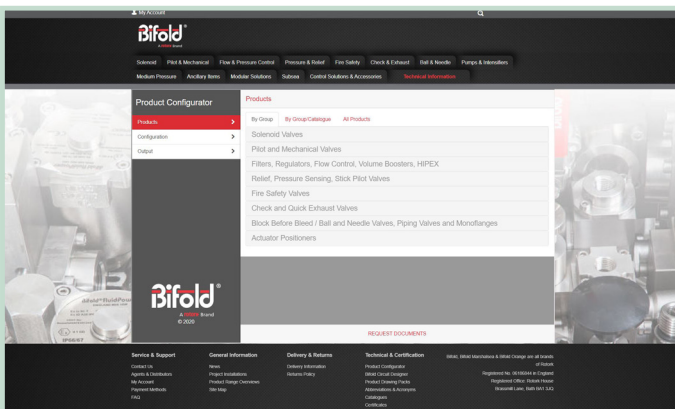 My Account
Bifold®
A rotork Brand
Solenoid Pilot & Mechanical Flow & Pressure Control Pressure & Relief Fire Safety Check & Exhaust Ball & Needle Pumps & Intensifiers
Medium Pressure Ancillary Items Modular Solutions Subsea Control Solutions & Accessories Technical Information
Product Configurator
Products
Configuration
Output
Products
By Group By Group/Catalogue All Products
Solenoid Valves
Pilot and Mechanical Valves
Filters, Regulators, Flow Control, Volume Boosters, HIPEX
Relief, Pressure Sensing, Stick Pilot Valves
Fire Safety Valves
Check and Quick Exhaust Valves
Block Before Bleed / Ball and Needle Valves, Piping Valves and Monoflanges
Actuator Positioners
Bifold®
A rotork Brand
© 2020
REQUEST DOCUMENTS
Service & Support
Contact Us
Agents & Distributors
My Account
Payment Methods
FAQ
General Information
News
Project Installations
Product Range Overviews
Site Map
Delivery & Returns
Delivery Information
Returns Policy
Technical & Certification
Product Configurator
Bifold Circuit Designer
Product Drawing Packs
Abbreviations & Acronyms
Catalogues
Certificates
Bifold, Bifold Marshalsea & Bifold Orange are all brands
of Rotork
Registered No. 06186944 in England
Registered Office: Rotork House
Brassmill Lane, Bath BA1 3JQ
Bifold®FluidPower
IP66/67